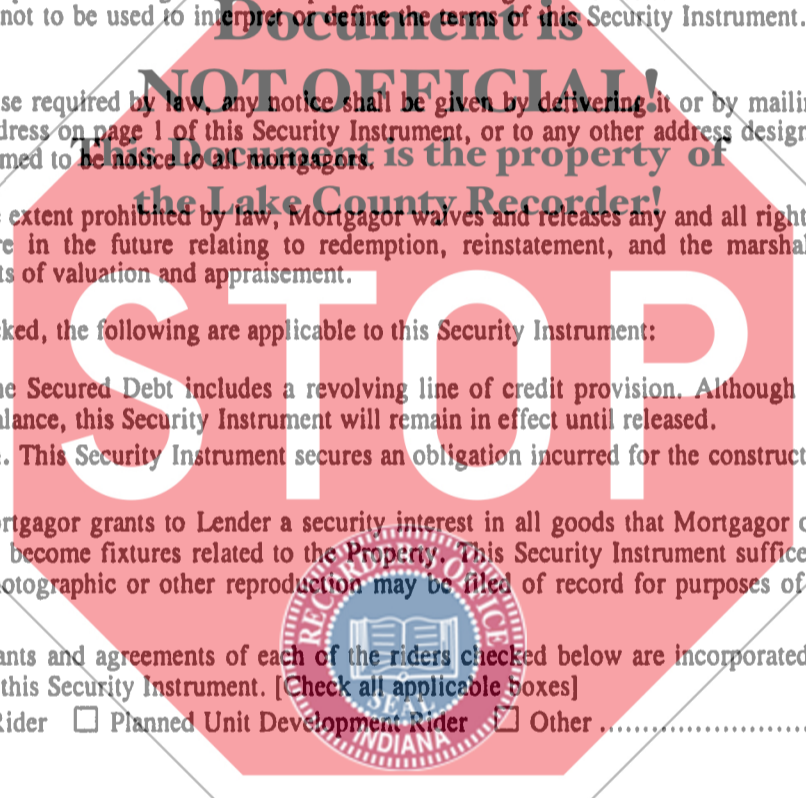 not to be used to interpret or define the terms of this Security Instrument.
Document is
NOT OFFICIAL!
se required by law, any notice shall be given by delivering it or by mailin
dress on page 1 of this Security Instrument, or to any other address design
med to be notice to all mortgagors.
This Document is the property of
the Lake County Recorder!
extent prohibited by law, Mortgagor waives and releases any and all right
re in the future relating to redemption, reinstatement, and the marshal
ts of valuation and appraisement.
STOP
ked, the following are applicable to this Security Instrument:
ne Secured Debt includes a revolving line of credit provision. Although
lance, this Security Instrument will remain in effect until released.
. This Security Instrument secures an obligation incurred for the construct
rtgagor grants to Lender a security interest in all goods that Mortgagor o
become fixtures related to the Property. This Security Instrument suffice
otographic or other reproduction may be filed of record for purposes of
RECORDER'S OFFICE
SEAL
INDIANA
ants and agreements of each of the riders checked below are incorporated
this Security Instrument. [Check all applicable boxes]
Rider ☐ Planned Unit Development Rider ☐ Other ........................